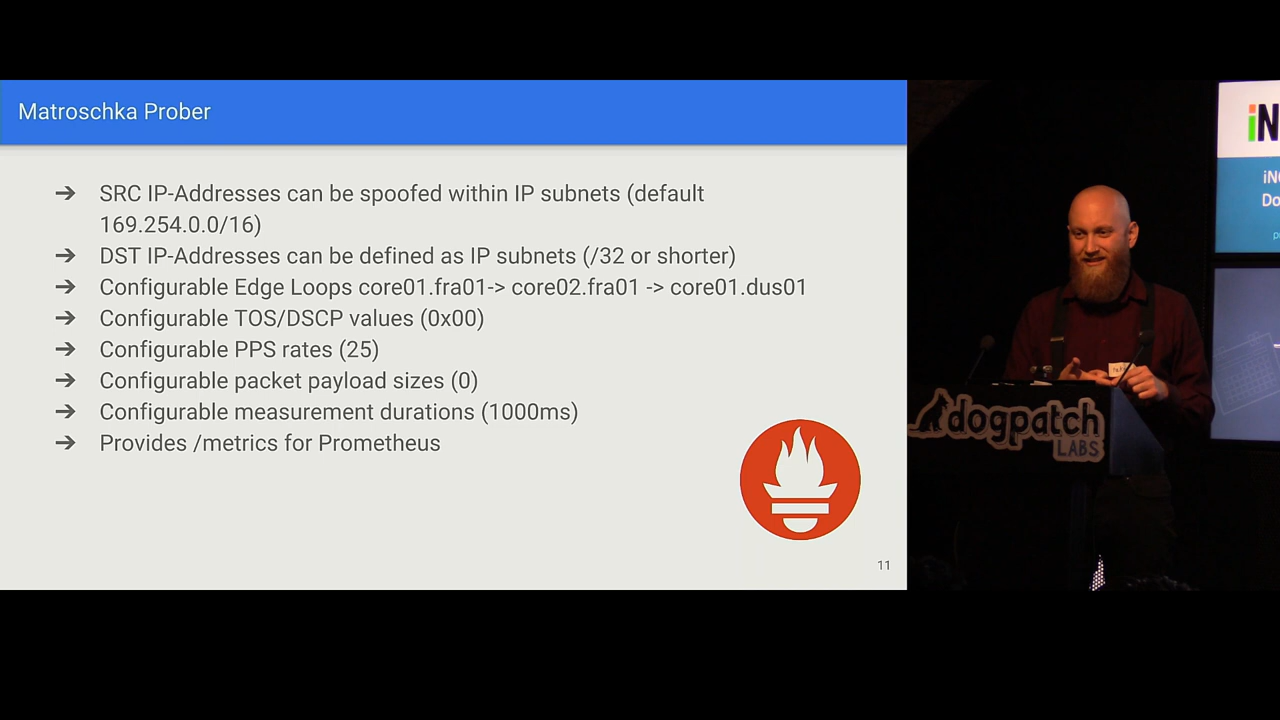 Matroschka Prober
➔ SRC IP-Addresses can be spoofed within IP subnets (default
169.254.0.0/16)
➔ DST IP-Addresses can be defined as IP subnets (/32 or shorter)
➔ Configurable Edge Loops core01.fra01-> core02.fra01 -> core01.dus01
➔ Configurable TOS/DSCP values (0x00)
➔ Configurable PPS rates (25)
➔ Configurable packet payload sizes (0)
➔ Configurable measurement durations (1000ms)
➔ Provides /metrics for Prometheus
11
iN
iN
Do
dogpatch
LABS